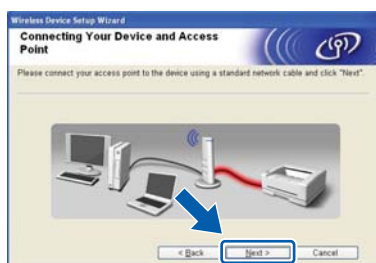 Wireless Device Setup Wizard
Connecting Your Device and Access
Point
Please connect your access point to the device using a standard network cable and click "Next".
< Back
Next >
Cancel